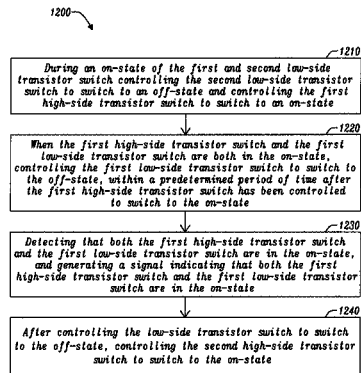 1200
1210
During an on-state of the first and second low-side
transistor switch controlling the second low-side transistor
switch to switch to an off-state and controlling the first
high-side transistor switch to switch to an on-state
1220
When the first high-side transistor switch and the first
low-side transistor switch are both in the on-state,
controlling the first low-side transistor switch to switch to
the off-state, within a predetermined period of time after
the first high-side transistor switch has been controlled
to switch to the on-state
1230
Detecting that both the first high-side transistor switch
and the first low-side transistor switch are in the on-state,
and generating a signal indicating that both the first
high-side transistor switch and the first low-side transistor
switch are in the on-state
1240
After controlling the low-side transistor switch to switch
to the off-state, controlling the second high-side transistor
switch to switch to the on-state